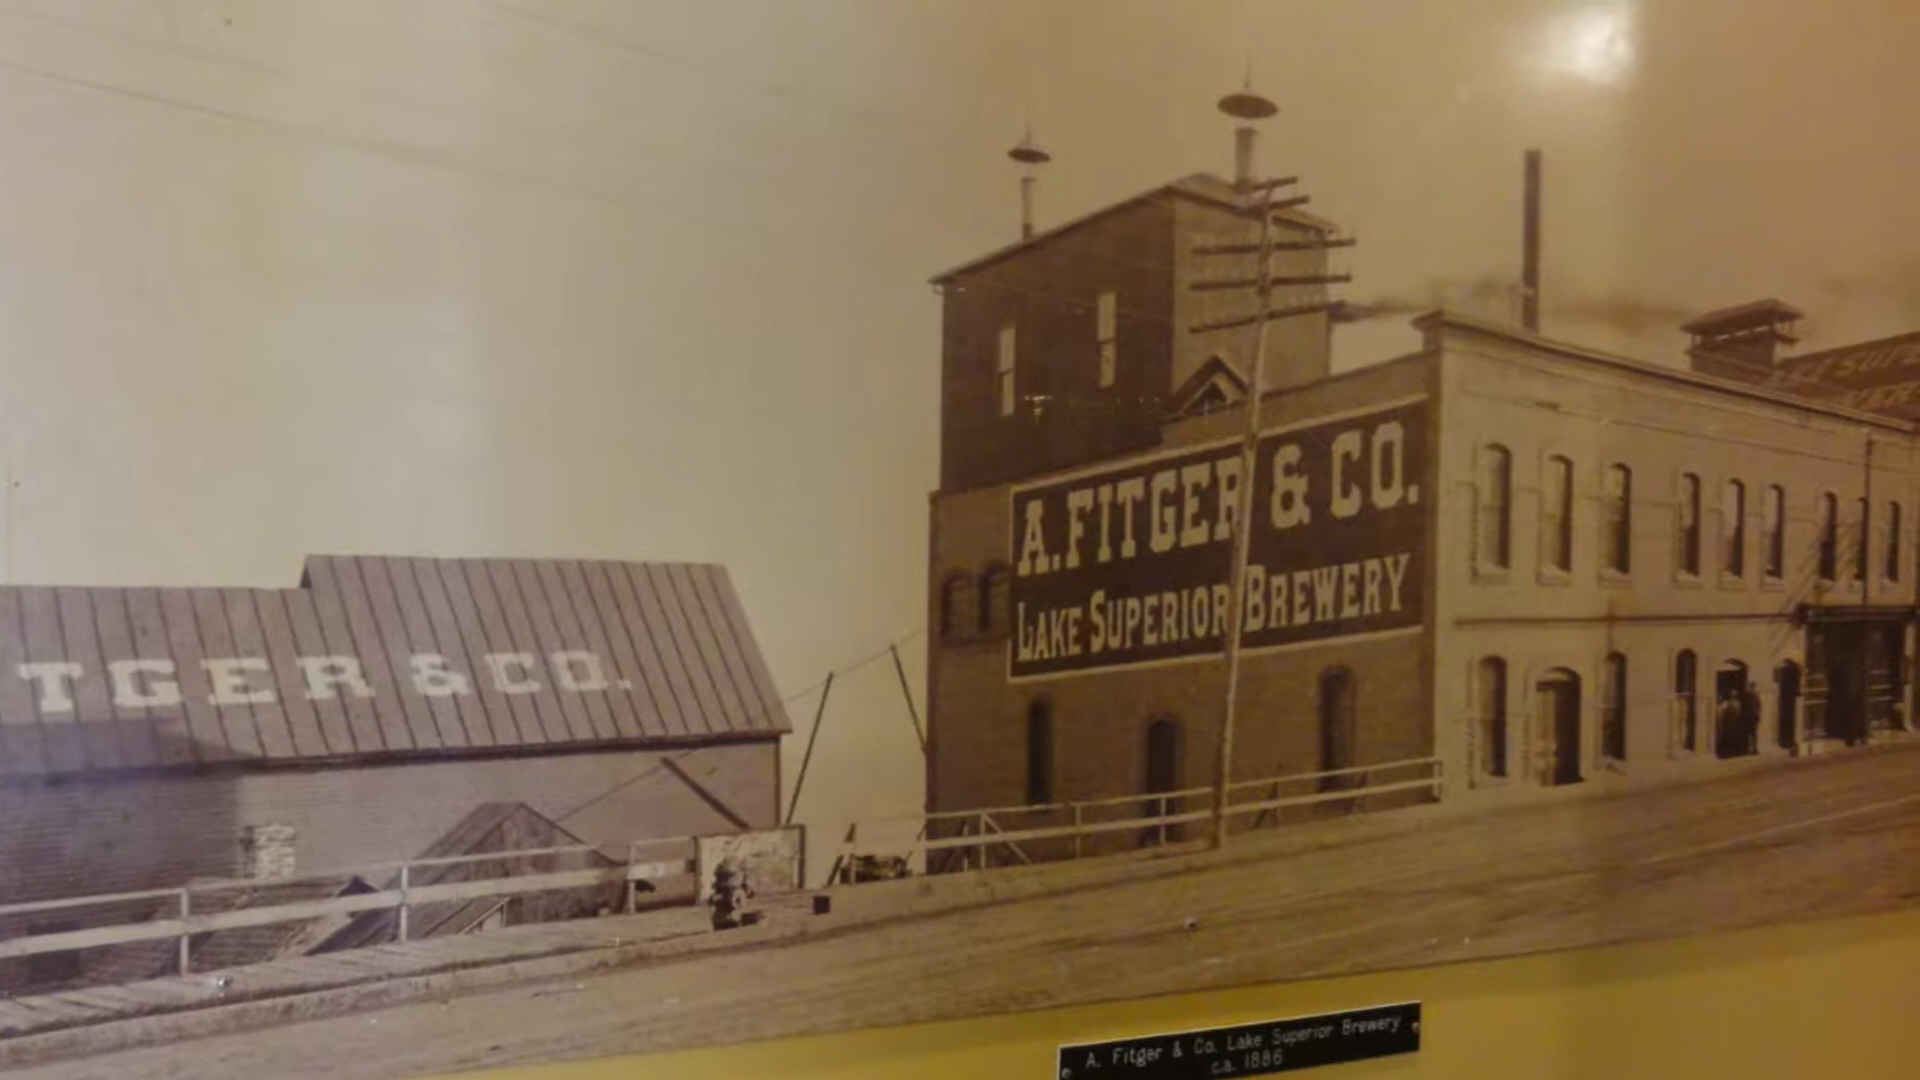 TGER & CO.
A. FITGER & CO.
LAKE SUPERIOR BREWERY
A. Fitger & Co. Lake Superior Brewery
c.a. 1886